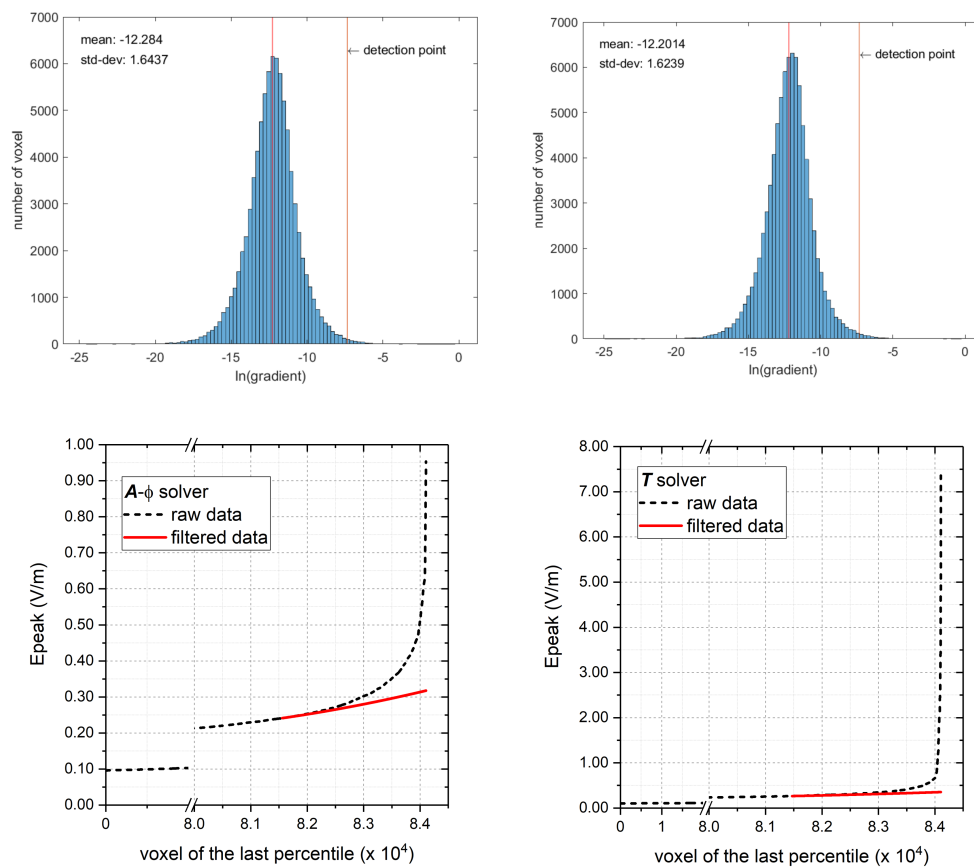 7000
6000
5000
4000
3000
2000
1000
0
number of voxel
mean: -12.284
std-dev: 1.6437
← detection point
-25 -20 -15 -10 -5 0
ln(gradient)
7000
6000
5000
4000
3000
2000
1000
0
number of voxel
mean: -12.2014
std-dev: 1.6239
← detection point
-25 -20 -15 -10 -5 0
ln(gradient)
1.00
0.90
0.80
0.70
0.60
0.50
0.40
0.30
0.20
0.10
0.00
Epeak (V/m)
A-ϕ solver
raw data
filtered data
0 8.0 8.1 8.2 8.3 8.4
voxel of the last percentile (x 10⁴)
8.00
7.00
6.00
5.00
4.00
3.00
2.00
1.00
0.00
Epeak (V/m)
T solver
raw data
filtered data
0 1 8.0 8.1 8.2 8.3 8.4
voxel of the last percentile (x 10⁴)